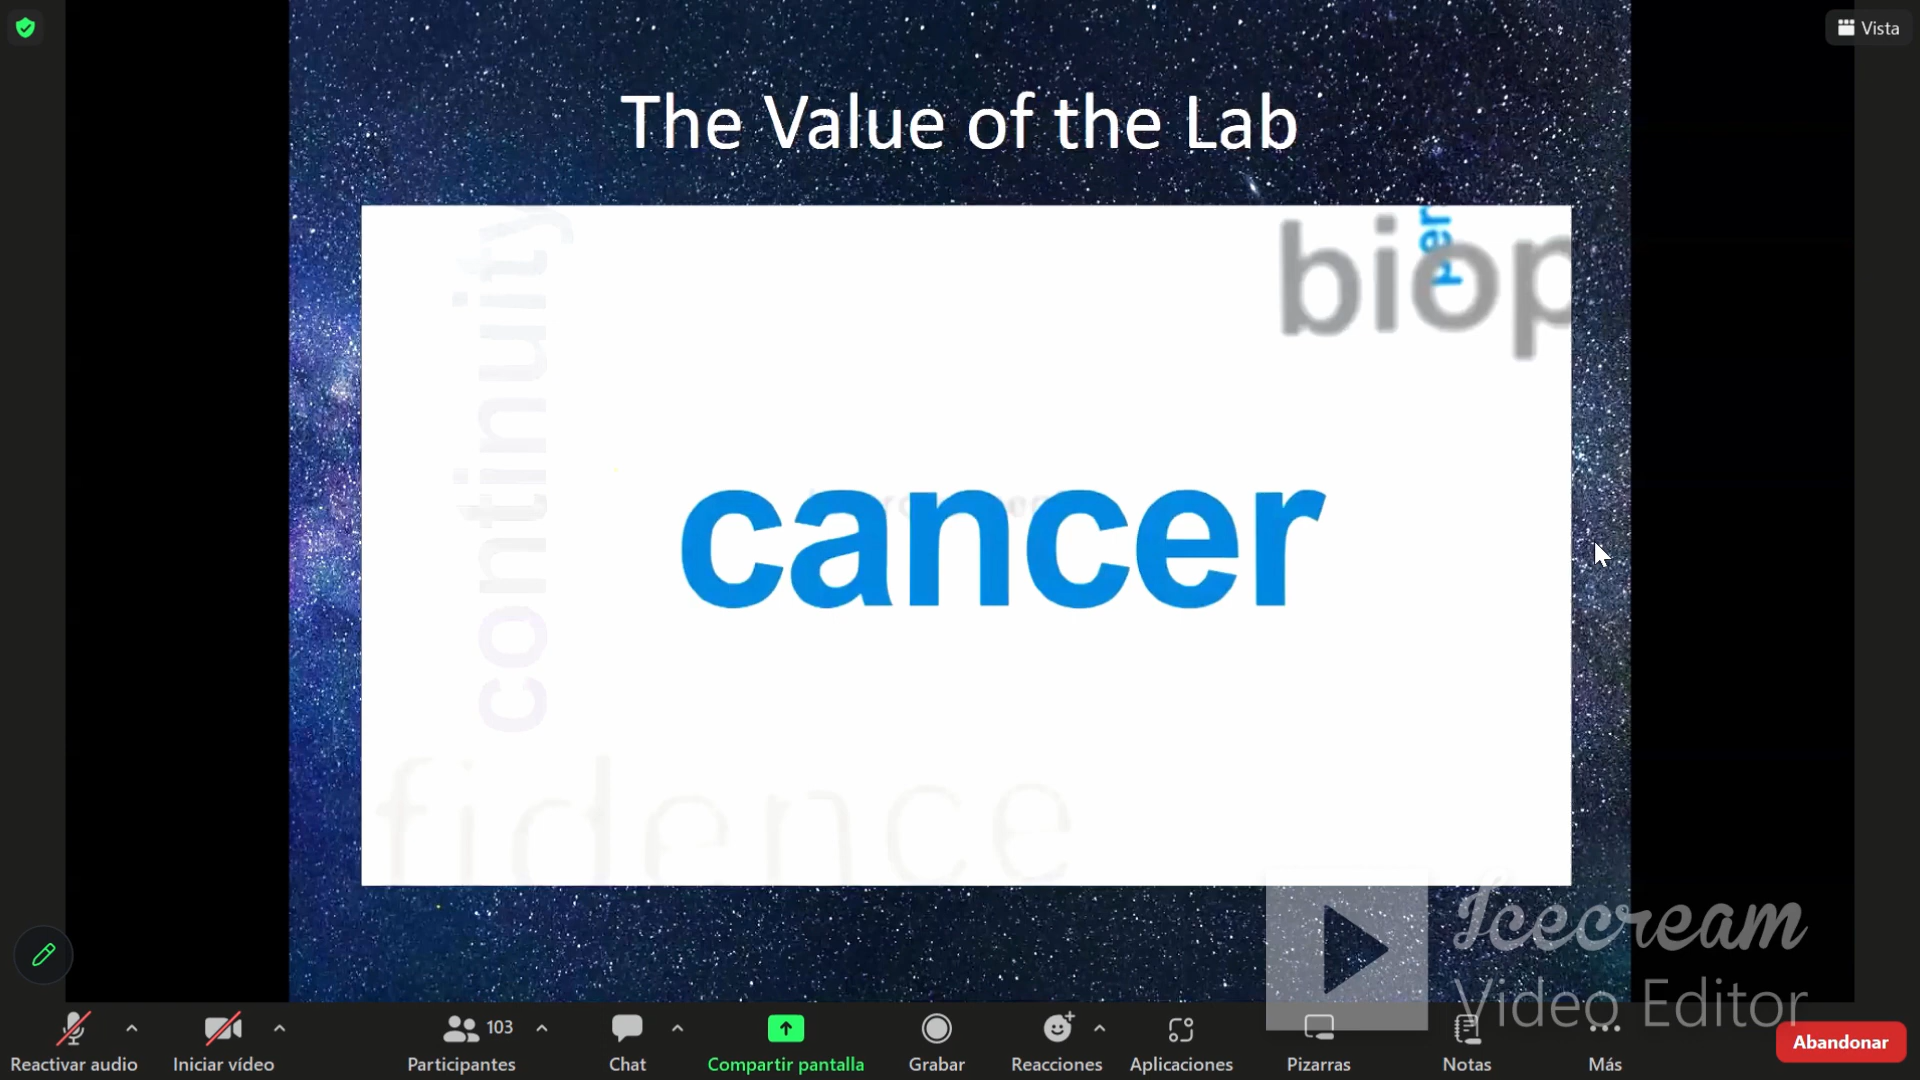 Vista
The Value of the Lab
biop
continuity
cancer
fidence
Icecream
Video Editor
103
Reactivar audio
Iniciar vídeo
Participantes
Chat
Compartir pantalla
Grabar
Reacciones
Aplicaciones
Pizarras
Notas
Más
Abandonar